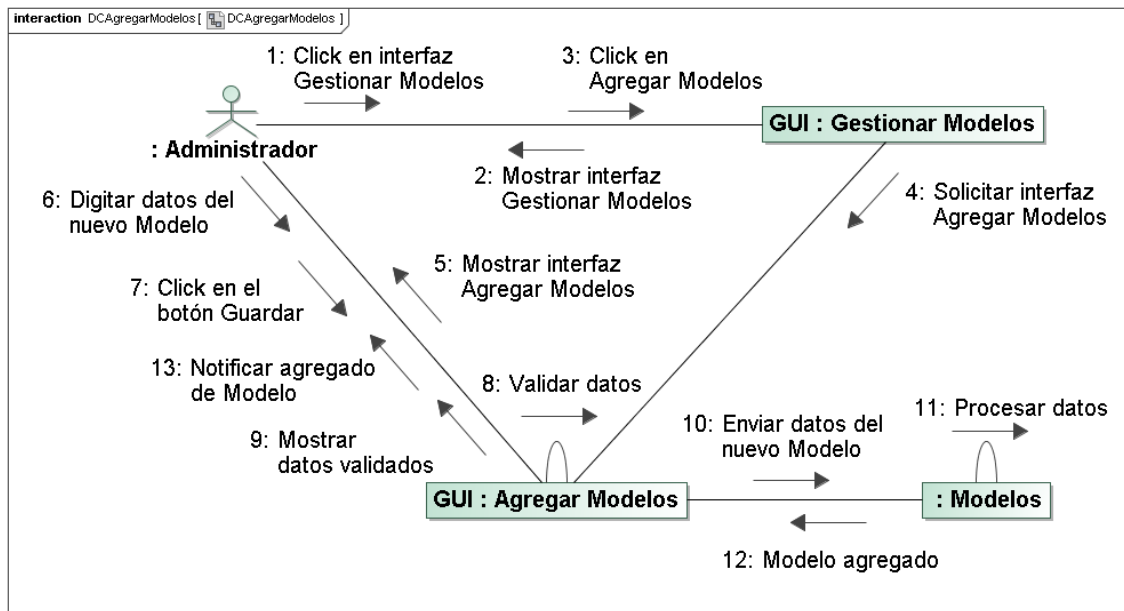 interaction DCAgregarModelos [ DCAgregarModelos ]
1: Click en interfaz
Gestionar Modelos
3: Click en
Agregar Modelos
: Administrador
GUI : Gestionar Modelos
2: Mostrar interfaz
Gestionar Modelos
6: Digitar datos del
nuevo Modelo
4: Solicitar interfaz
Agregar Modelos
5: Mostrar interfaz
Agregar Modelos
7: Click en el
botón Guardar
13: Notificar agregado
de Modelo
8: Validar datos
9: Mostrar
datos validados
10: Enviar datos del
nuevo Modelo
11: Procesar datos
GUI : Agregar Modelos
: Modelos
12: Modelo agregado